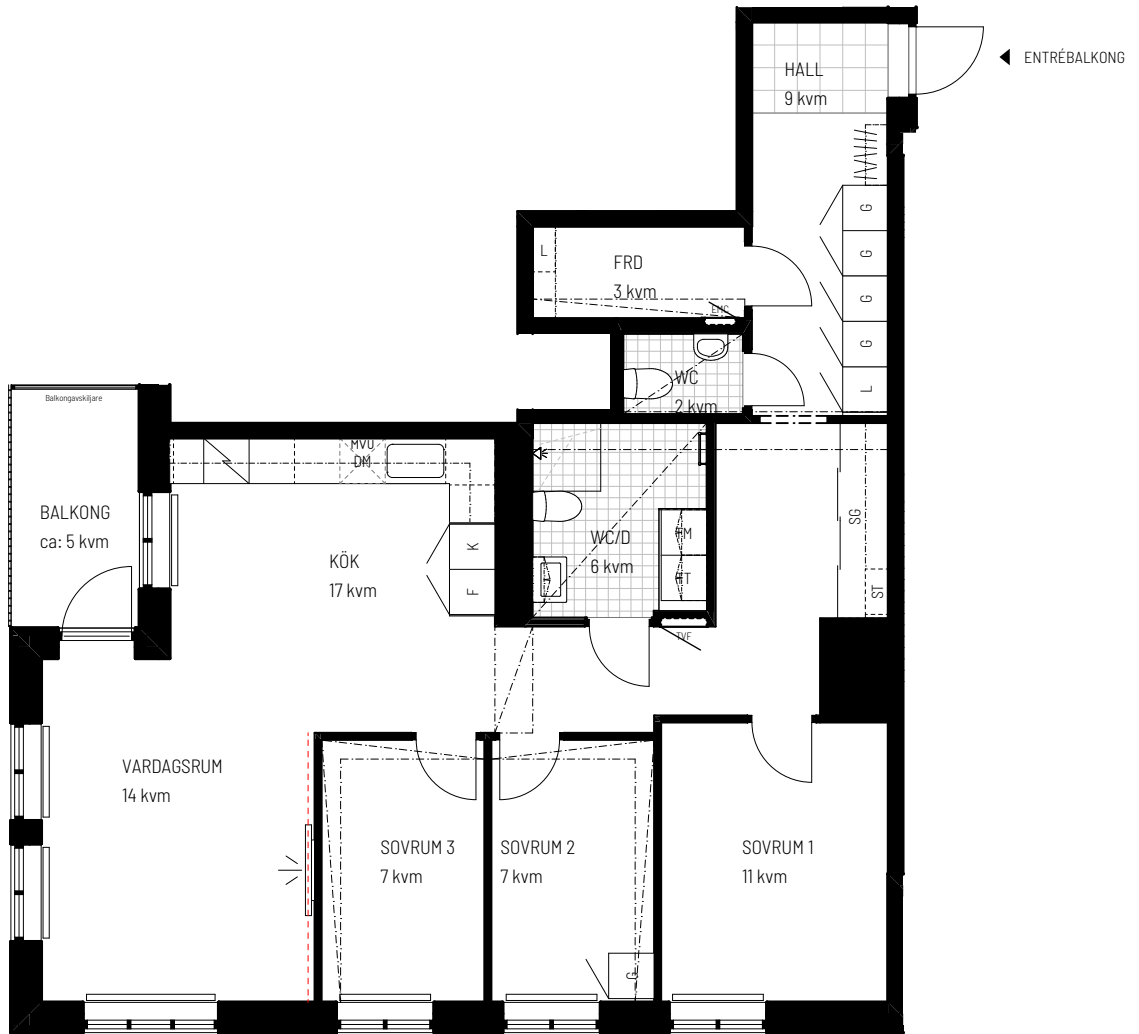 HALL
9 kvm
ENTRÉBALKONG
G
G
G
G
L
L
FRD
3 kvm
EMC
WC
2 kvm
Balkongavskiljare
BALKONG
ca: 5 kvm
MVU
DM
KÖK
17 kvm
K
F
WC/D
6 kvm
TM
TT
SG
ST
VARDAGSRUM
14 kvm
SOVRUM 3
7 kvm
SOVRUM 2
7 kvm
SOVRUM 1
11 kvm
G